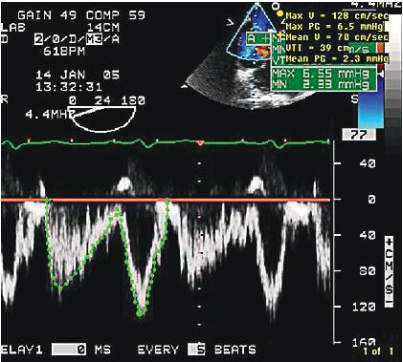 GAIN 49 COMP 59
LAB 14CM
D 2/0/D
/A
61BPM
4.4MHZ
Max V = 128 cm/sec
Max PG = 6.5 mmHg
Mean V = 70 cm/sec
VTI = 39 cm
Mean PG = 2.3 mmHg
MAX 6.55 mmHg
MN 2.33 mmHg
14 JAN 05
13:32:31
R 0 24 180
S
4.4MHZ
77
40
0
40
80
120
160
CM/S
ELAY1 0 MS EVERY 5 BEATS
1 of 1